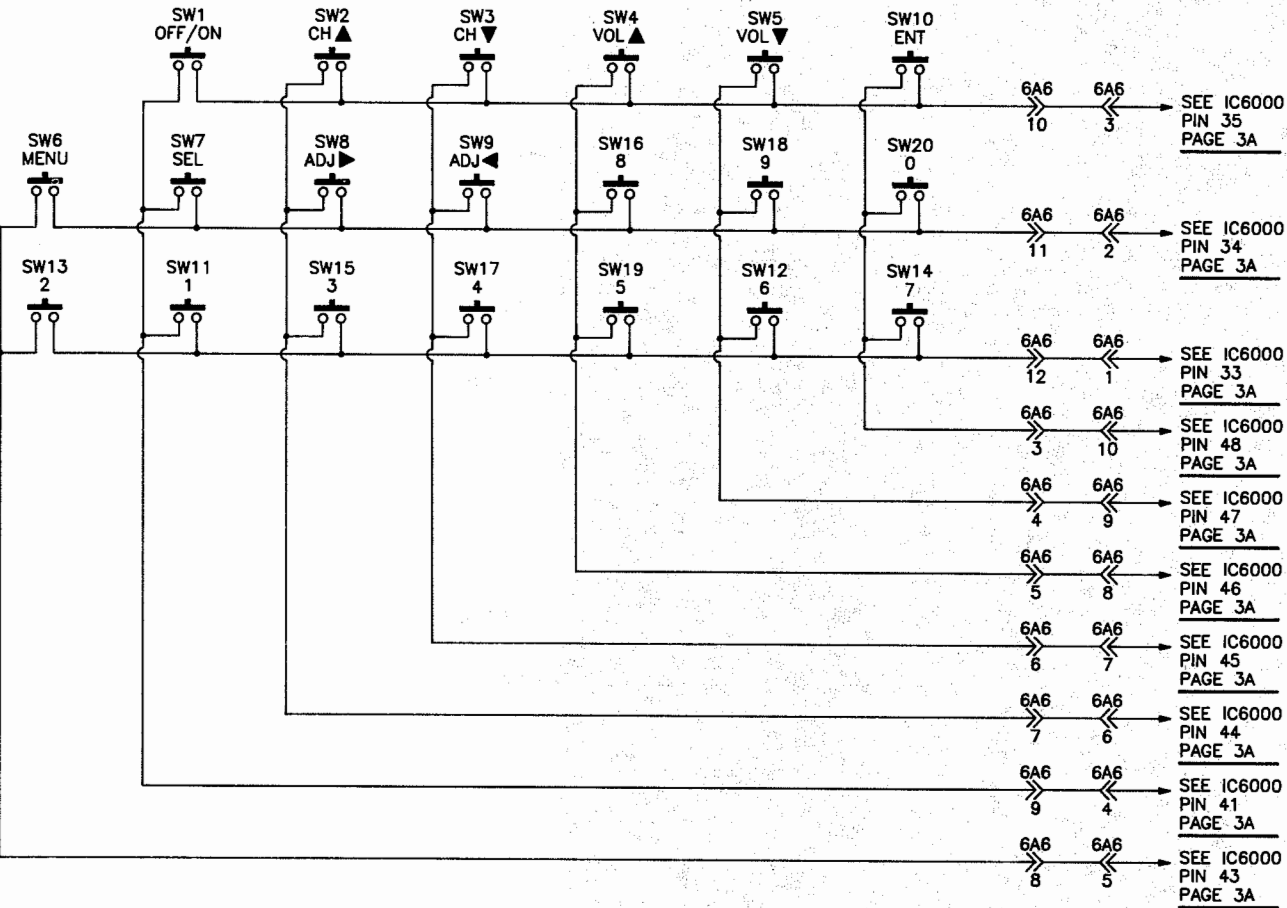 SW1
OFF/ON
SW2
CH▲
SW3
CH▼
SW4
VOL▲
SW5
VOL▼
SW10
ENT
6A6
10
6A6
3
SEE IC6000
PIN 35
PAGE 3A
SW6
MENU
SW7
SEL
SW8
ADJ▶
SW9
ADJ◀
SW16
8
SW18
9
SW20
0
6A6
11
6A6
2
SEE IC6000
PIN 34
PAGE 3A
SW13
2
SW11
1
SW15
3
SW17
4
SW19
5
SW12
6
SW14
7
6A6
12
6A6
1
SEE IC6000
PIN 33
PAGE 3A
6A6
3
6A6
10
SEE IC6000
PIN 48
PAGE 3A
6A6
4
6A6
9
SEE IC6000
PIN 47
PAGE 3A
6A6
5
6A6
8
SEE IC6000
PIN 46
PAGE 3A
6A6
6
6A6
7
SEE IC6000
PIN 45
PAGE 3A
6A6
7
6A6
6
SEE IC6000
PIN 44
PAGE 3A
6A6
9
6A6
4
SEE IC6000
PIN 41
PAGE 3A
6A6
8
6A6
5
SEE IC6000
PIN 43
PAGE 3A